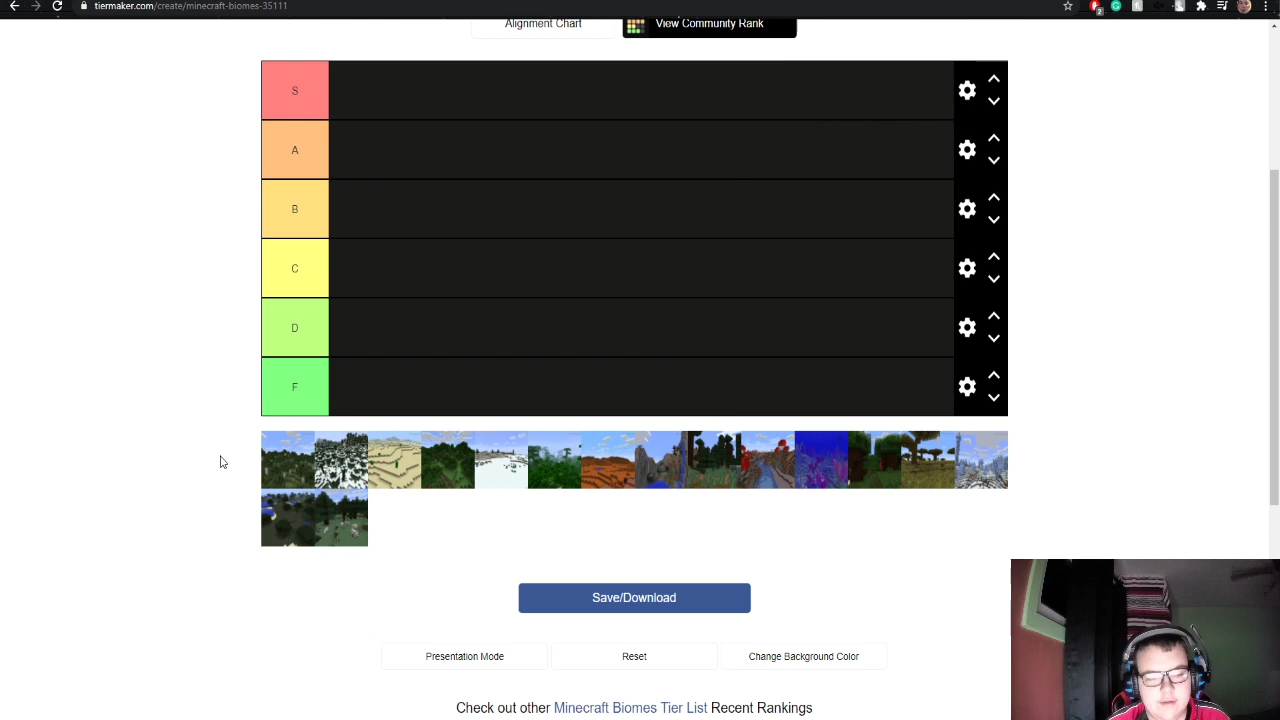 tiermaker.com/create/minecraft-biomes-35111
2
Alignment Chart
View Community Rank
S
A
B
C
D
F
Save/Download
Presentation Mode
Reset
Change Background Color
Check out other Minecraft Biomes Tier List Recent Rankings